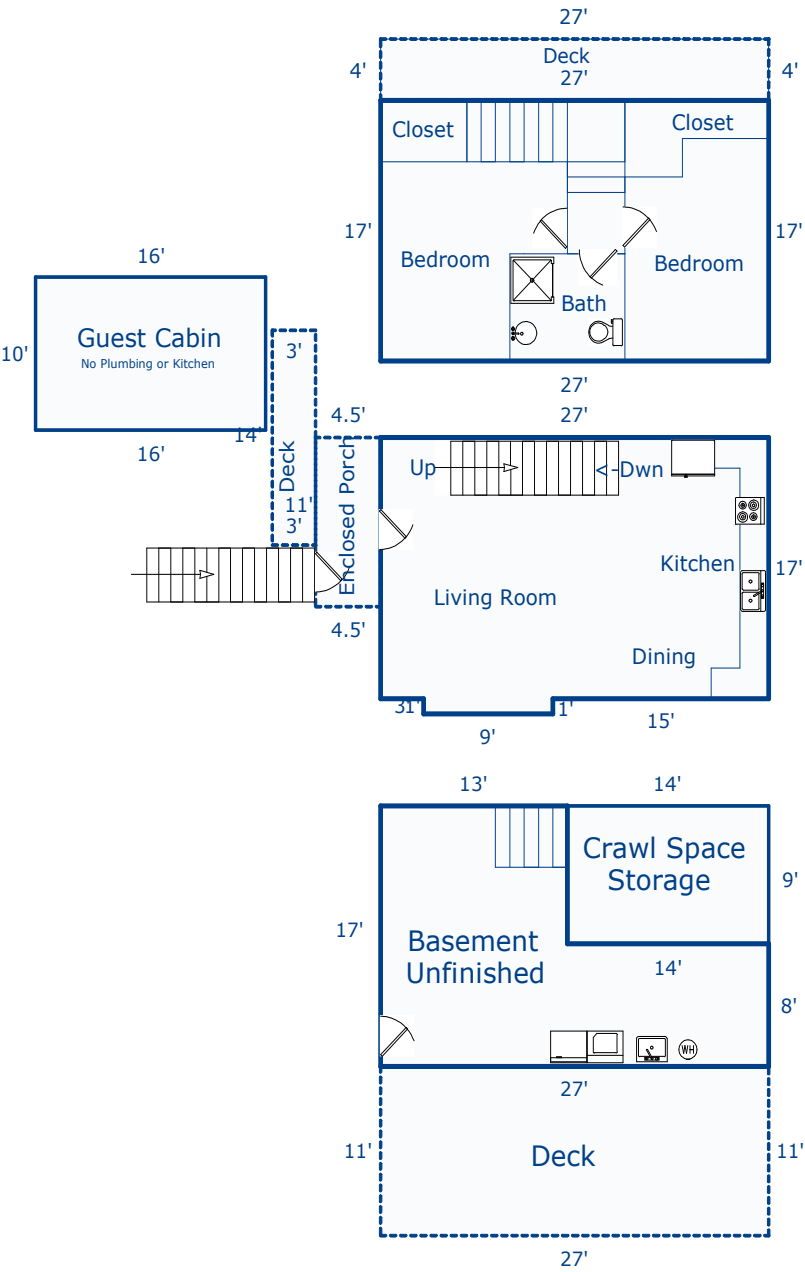 27'
4'
Deck
4'
27'
Closet
Closet
17'
17'
Bedroom
Bedroom
Bath
27'
16'
10'
Guest Cabin
No Plumbing or Kitchen
16'
3'
14'
Deck
11'
3'
4.5'
Enclosed Porch
4.5'
27'
Up
<-Dwn
Kitchen
17'
Living Room
Dining
31'
1'
15'
9'
13'
14'
Crawl Space
Storage
9'
17'
Basement
Unfinished
14'
8'
WH
27'
11'
Deck
11'
27'